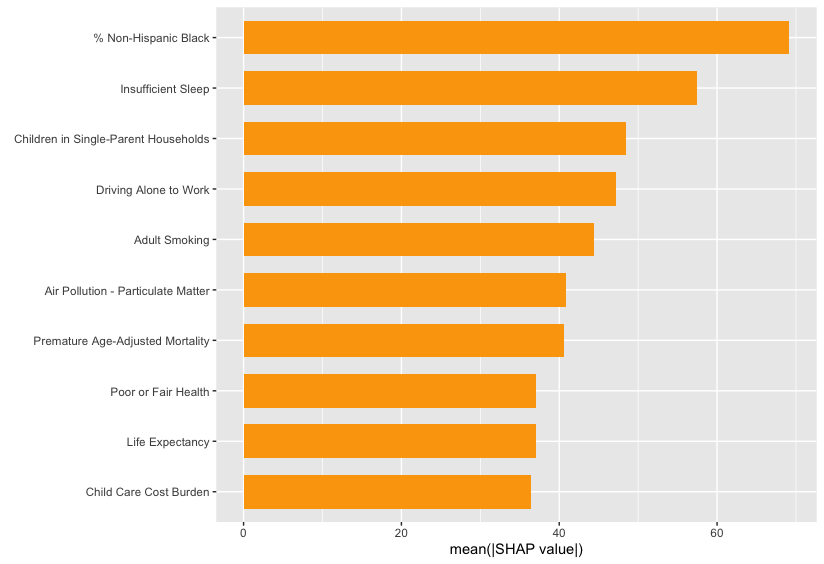 % Non-Hispanic Black
Insufficient Sleep
Children in Single-Parent Households
Driving Alone to Work
Adult Smoking
Air Pollution - Particulate Matter
Premature Age-Adjusted Mortality
Poor or Fair Health
Life Expectancy
Child Care Cost Burden
0 20 40 60
mean(|SHAP value|)